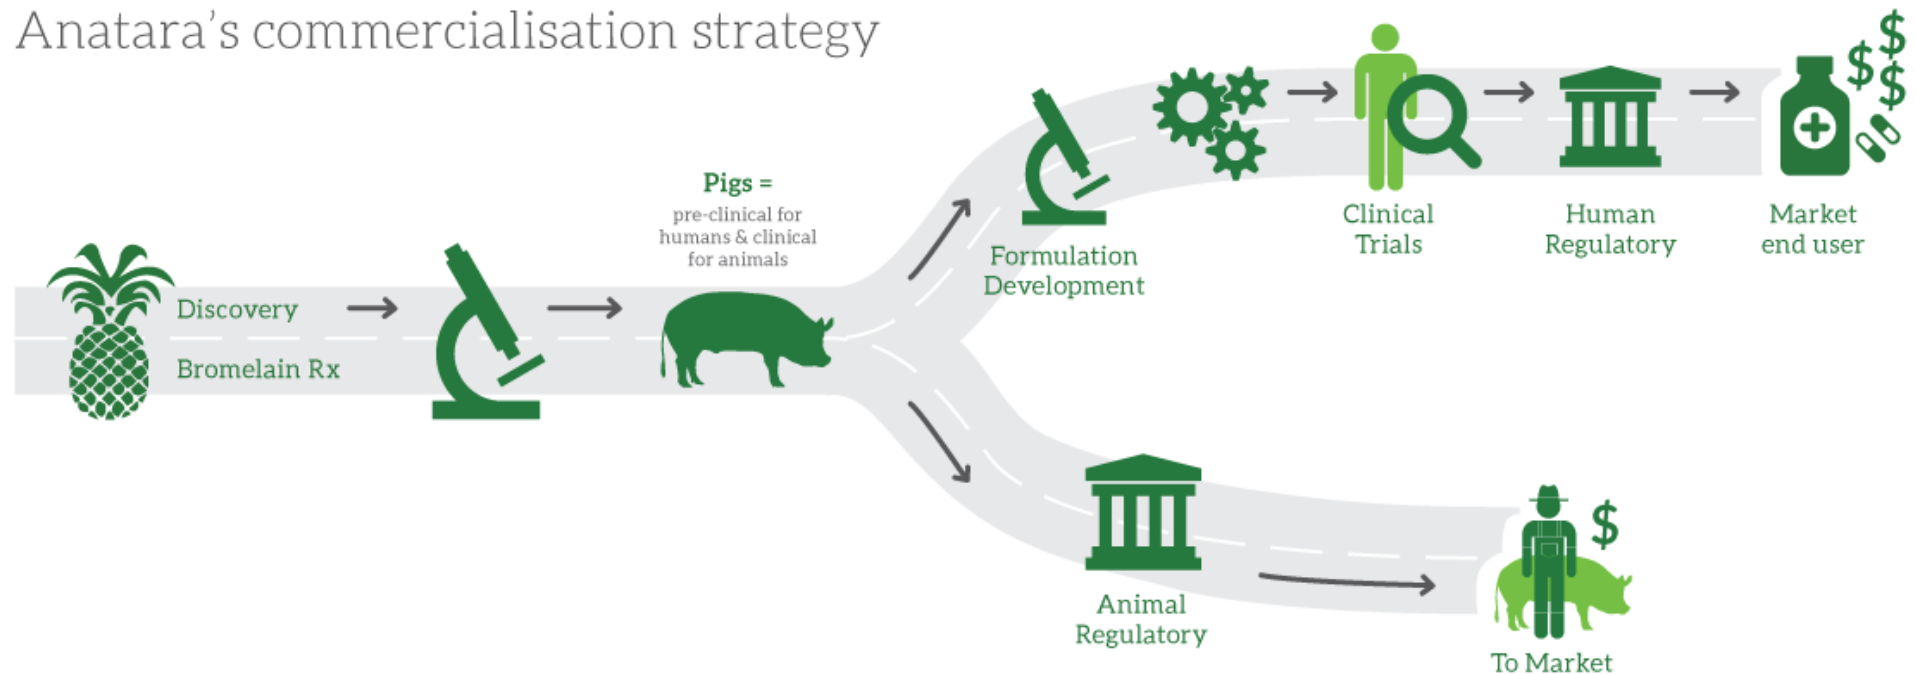 Anatara's commercialisation strategy
Pigs =
pre-clinical for
humans & clinical
for animals
Discovery
Bromelain Rx
Formulation
Development
Clinical
Trials
Human
Regulatory
Market
end user
$
$
$
Animal
Regulatory
$
To Market